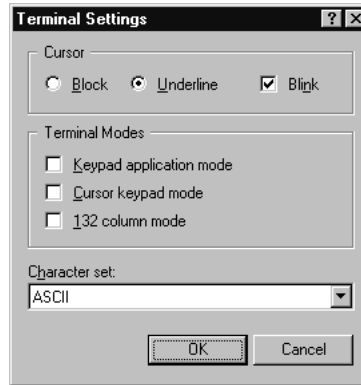 Terminal Settings
Cursor
Block Underline Blink
Terminal Modes
Keypad application mode
Cursor keypad mode
132 column mode
Character set:
ASCII
OK Cancel